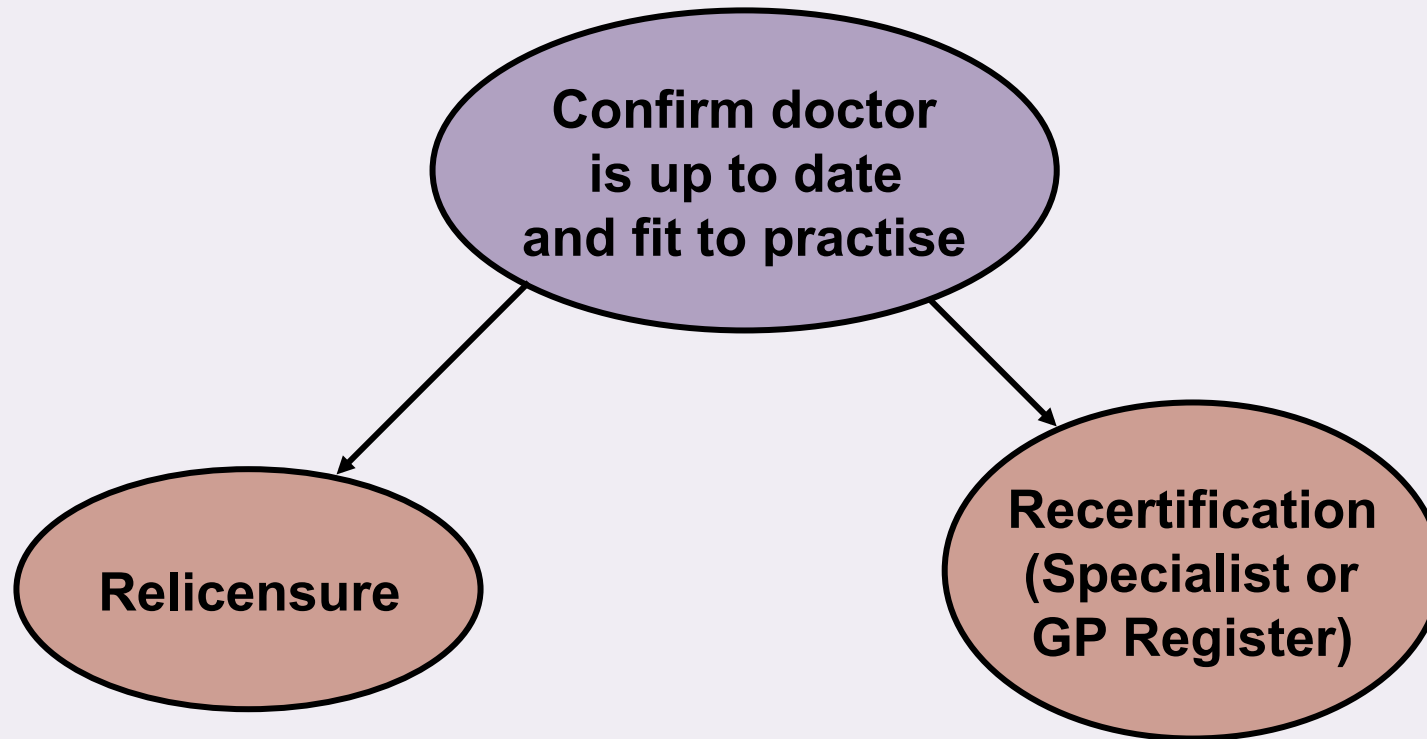 Confirm doctor
is up to date
and fit to practise
Relicensure
Recertification
(Specialist or
GP Register)